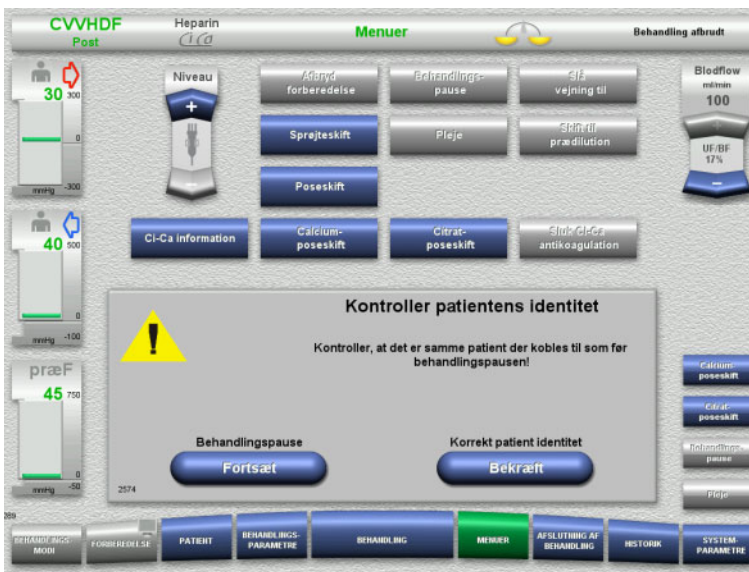 CVVHDF
Post
Heparin
Ci Ca
Menuer
Behandling afbrudt
30
300
0
mmHg
-300
Niveau
+
−
Afbryd
forberedelse
Behandlings-
pause
Slå
vejning til
Sprøjteskift
Pleje
Skift til
prædilution
Poseskift
Ci-Ca information
Calcium-
poseskift
Citrat-
poseskift
Sluk Ci-Ca
antikoagulation
Blodflow
ml/min
100
+
UF/BF
17%
−
40
500
0
mmHg
-100
præF
45
750
0
mmHg
-50
Kontroller patientens identitet
!
Kontroller, at det er samme patient der kobles til som før
behandlingspausen!
Behandlingspause
Fortsæt
Korrekt patient identitet
Bekræft
2574
Calcium-
poseskift
Citrat-
poseskift
Behandlings-
pause
Pleje
289
BEHANDLINGS-
MODI
FORBEREDELSE
PATIENT
BEHANDLINGS-
PARAMETRE
BEHANDLING
MENUER
AFSLUTNING AF
BEHANDLING
HISTORIK
SYSTEM-
PARAMETRE